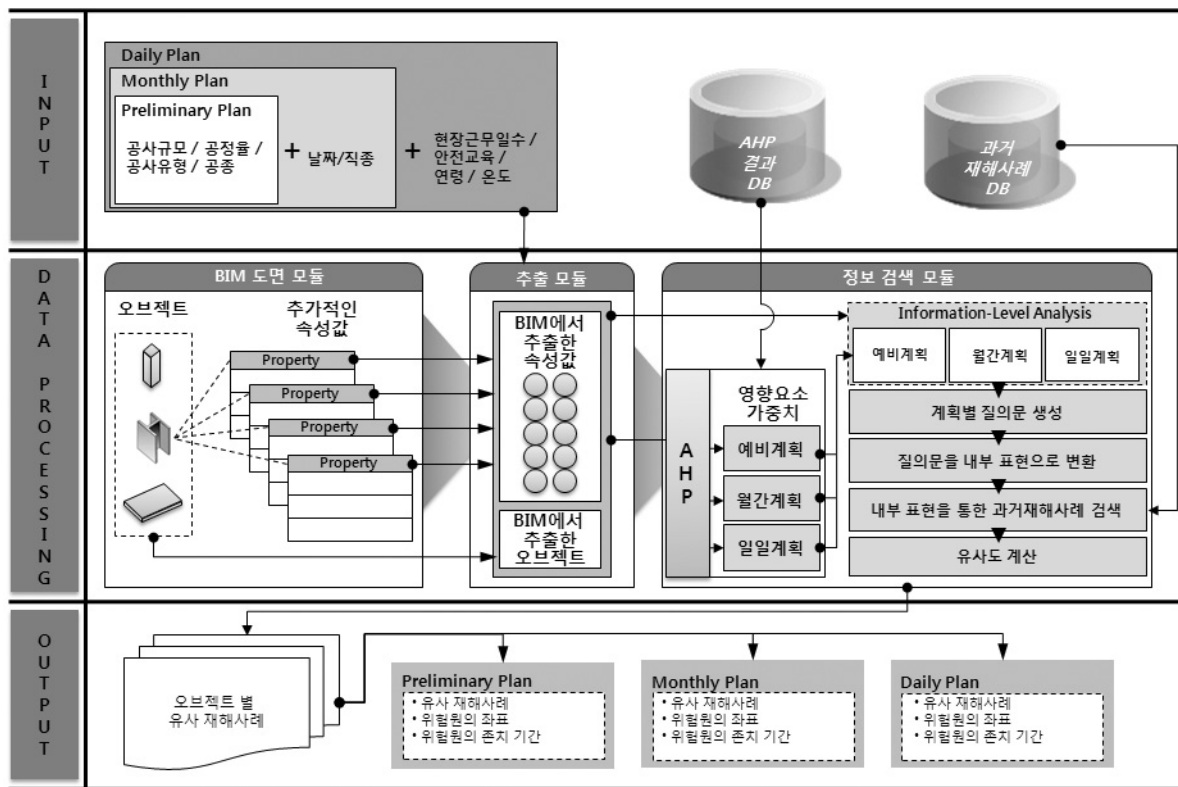 INPUT
Daily Plan
Monthly Plan
Preliminary Plan
공사규모 / 공정율 /
공사유형 / 공종
+
날짜/직종
+
현장근무일수 /
안전교육 /
연령 / 온도
AHP
결과
DB
과거
재해사례
DB
DATA PROCESSING
BIM 도면 모듈
오브젝트
추가적인
속성값
Property
Property
Property
Property
추출 모듈
BIM에서
추출한
속성값
BIM에서
추출한
오브젝트
정보 검색 모듈
AHP
영향요소
가중치
예비계획
월간계획
일일계획
Information-Level Analysis
예비계획
월간계획
일일계획
계획별 질의문 생성
질의문을 내부 표현으로 변환
내부 표현을 통한 과거재해사례 검색
유사도 계산
OUTPUT
오브젝트 별
유사 재해사례
Preliminary Plan
• 유사 재해사례
• 위험원의 좌표
• 위험원의 존치 기간
Monthly Plan
• 유사 재해사례
• 위험원의 좌표
• 위험원의 존치 기간
Daily Plan
• 유사 재해사례
• 위험원의 좌표
• 위험원의 존치 기간